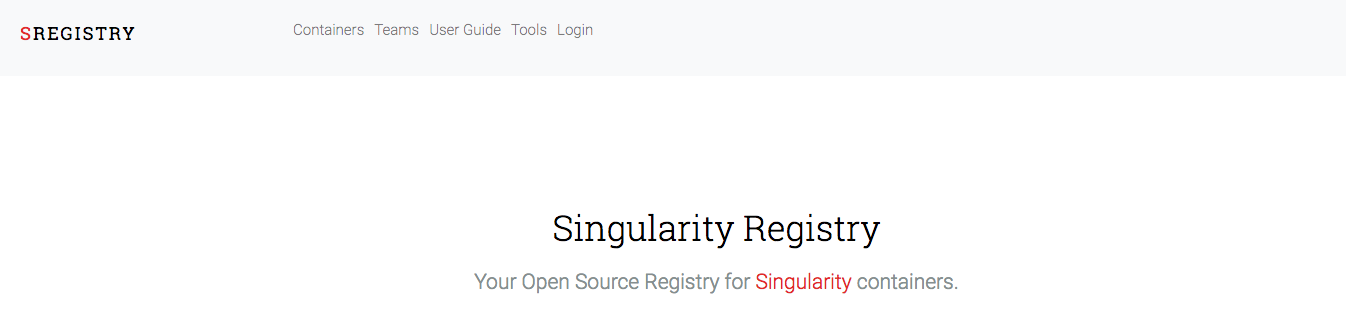 SREGISTRY
Containers Teams User Guide Tools Login
Singularity Registry
Your Open Source Registry for Singularity containers.